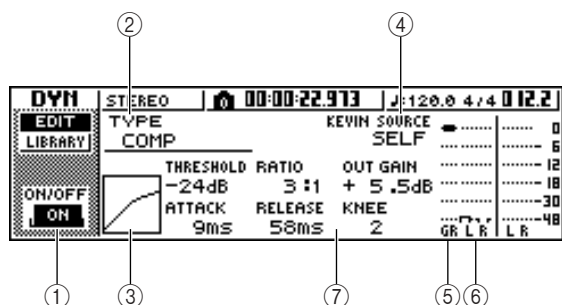 ② ④
DYN STEREO 00:00:22.973 ♩:120.0 4/4 012.2
EDIT TYPE KEVIN SOURCE 0
LIBRARY COMP SELF 6
THRESHOLD RATIO OUT GAIN 12
-24dB 3:1 + 5.5dB 18
ON/OFF ATTACK RELEASE KNEE 30
ON 9ms 58ms 2 48
GR L R L R
① ③ ⑦ ⑤ ⑥